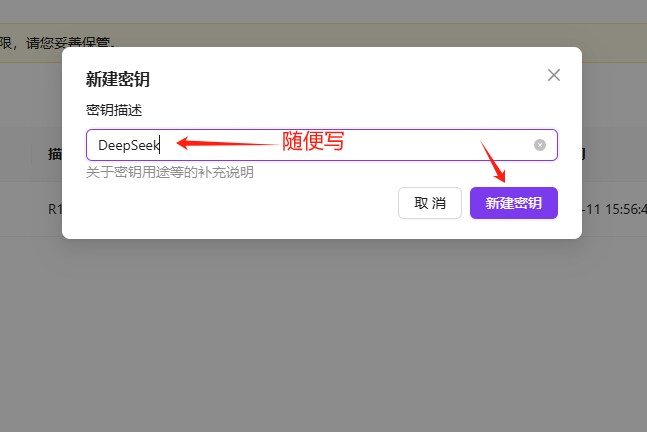 限，请您妥善保管。
新建密钥
密钥描述
DeepSeek
随便写
关于密钥用途等的补充说明
取 消
新建密钥
描
R1
-11 15:56:4